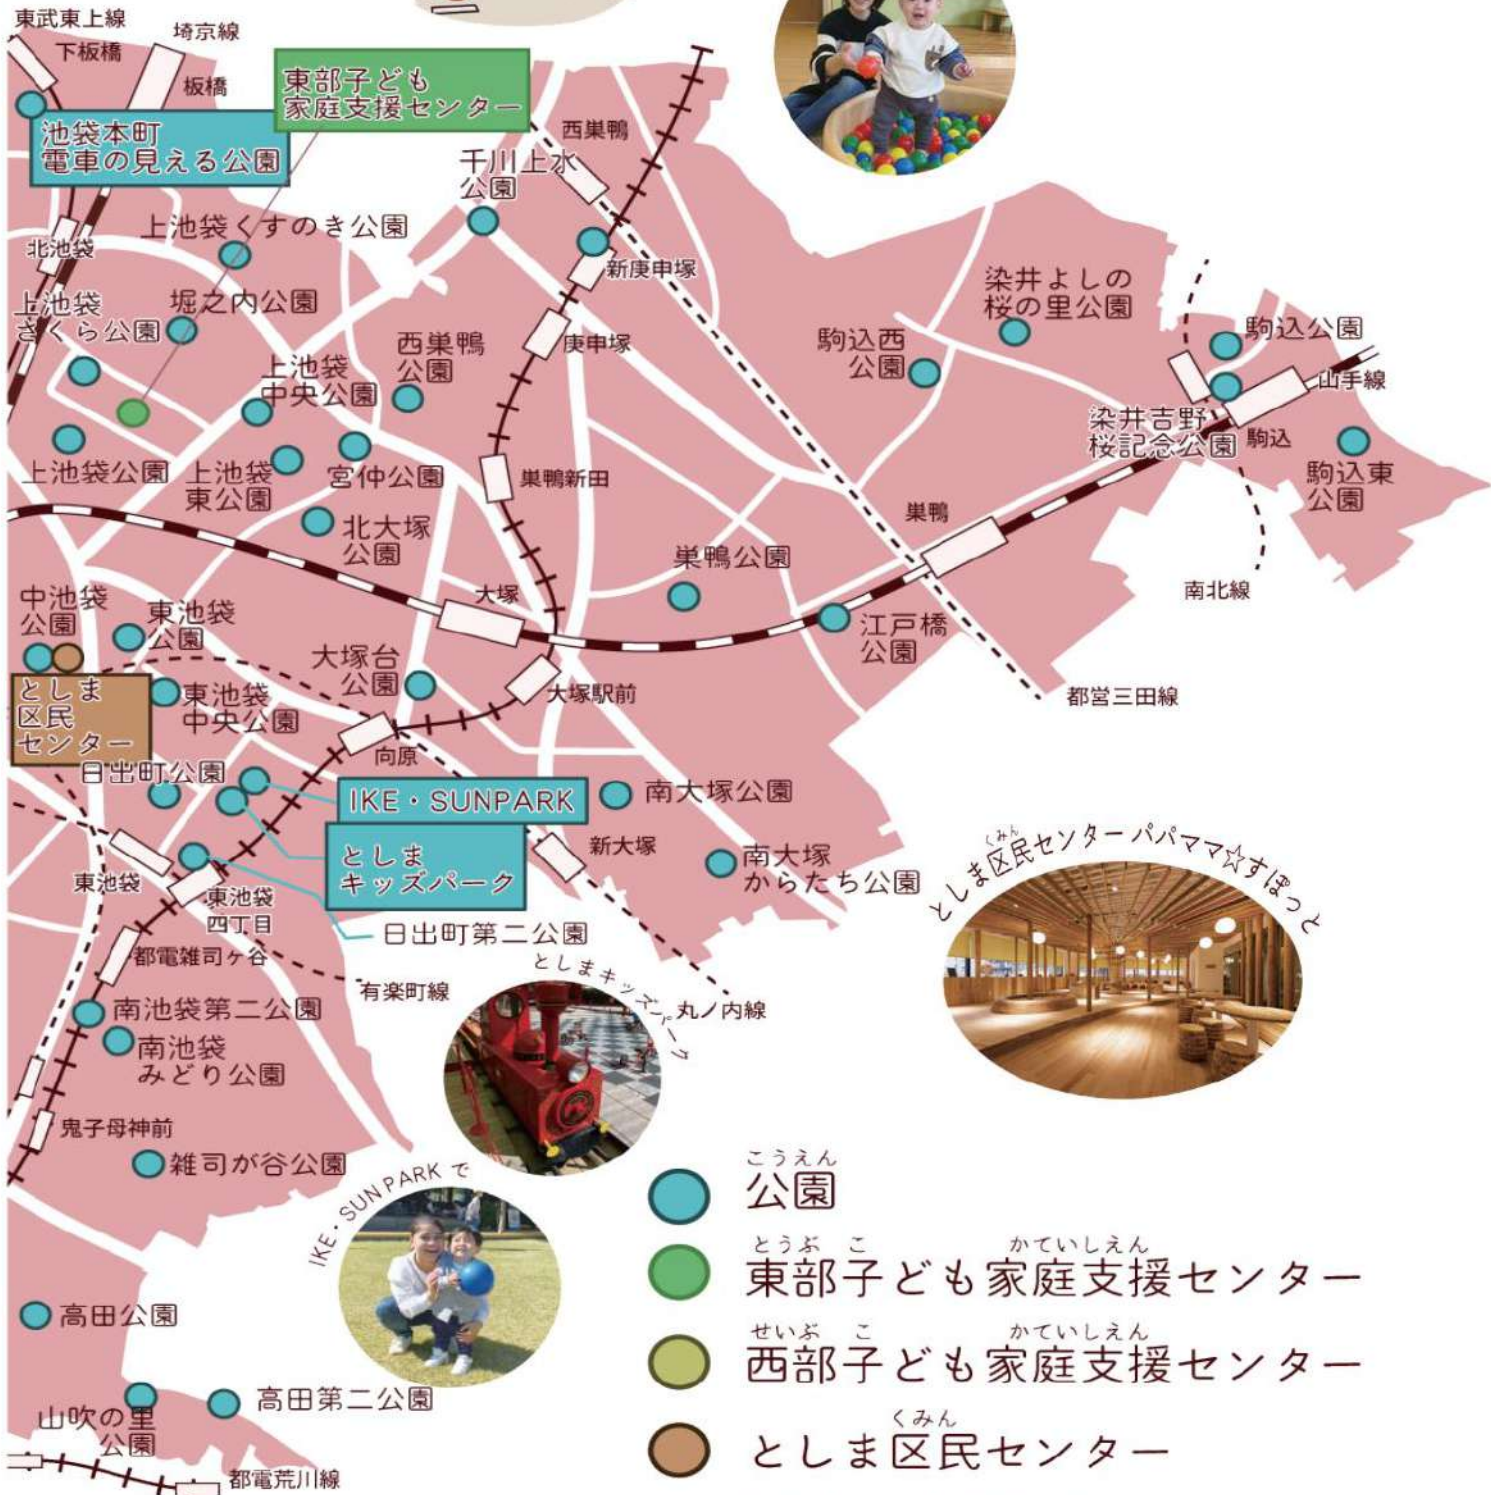 東武東上線
埼京線
下板橋
板橋
東部子ども
家庭支援センター
池袋本町
電車の見える公園
西巣鴨
千川上水
公園
上池袋くすのき公園
北池袋
新庚申塚
染井よしの
桜の里公園
上池袋
さくら公園
堀之内公園
西巣鴨
公園
庚申塚
駒込西
公園
駒込公園
山手線
上池袋
中央公園
染井吉野
桜記念公園
駒込
駒込東
公園
上池袋公園
上池袋
東公園
宮仲公園
巣鴨新田
北大塚
公園
巣鴨
巣鴨公園
南北線
中池袋
公園
東池袋
公園
大塚
江戸橋
公園
大塚台
公園
としま
区民
センター
東池袋
中央公園
大塚駅前
都営三田線
向原
日出町公園
IKE・SUNPARK
南大塚公園
としま
キッズパーク
新大塚
南大塚
からたち公園
東池袋
東池袋
四丁目
日出町第二公園
都電雑司ヶ谷
有楽町線
丸ノ内線
くみん
としま区民センター パパママ☆すぽっと
としまキッズパーク
南池袋第二公園
南池袋
みどり公園
鬼子母神前
雑司が谷公園
IKE・SUN PARK で
高田公園
山吹の里
公園
高田第二公園
都電荒川線
こうえん
公園
とうぶ こ かていしえん
東部子ども家庭支援センター
せいぶ こ かていしえん
西部子ども家庭支援センター
くみん
としま区民センター